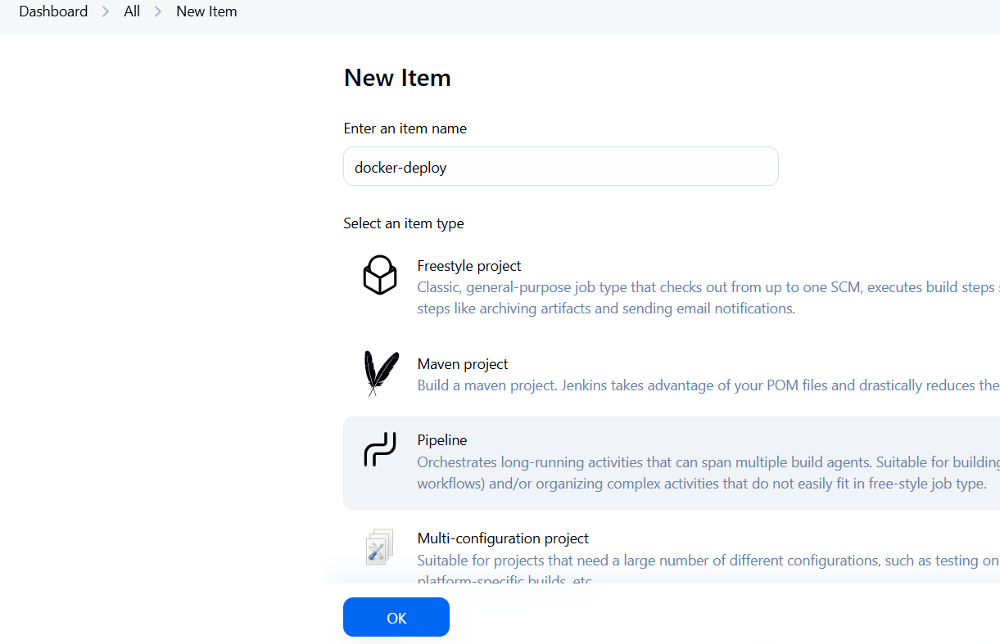 Dashboard > All > New Item
New Item
Enter an item name
docker-deploy
Select an item type
Freestyle project
Classic, general-purpose job type that checks out from up to one SCM, executes build steps
steps like archiving artifacts and sending email notifications.
Maven project
Build a maven project. Jenkins takes advantage of your POM files and drastically reduces the
Pipeline
Orchestrates long-running activities that can span multiple build agents. Suitable for building
workflows) and/or organizing complex activities that do not easily fit in free-style job type.
Multi-configuration project
Suitable for projects that need a large number of different configurations, such as testing on
platform-specific builds, etc.
OK